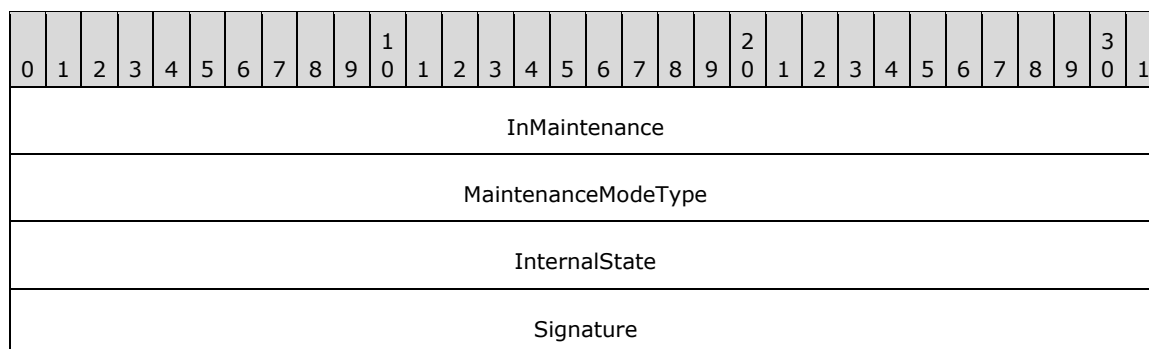 1 2 3
0 1 2 3 4 5 6 7 8 9 0 1 2 3 4 5 6 7 8 9 0 1 2 3 4 5 6 7 8 9 0 1
InMaintenance
MaintenanceModeType
InternalState
Signature